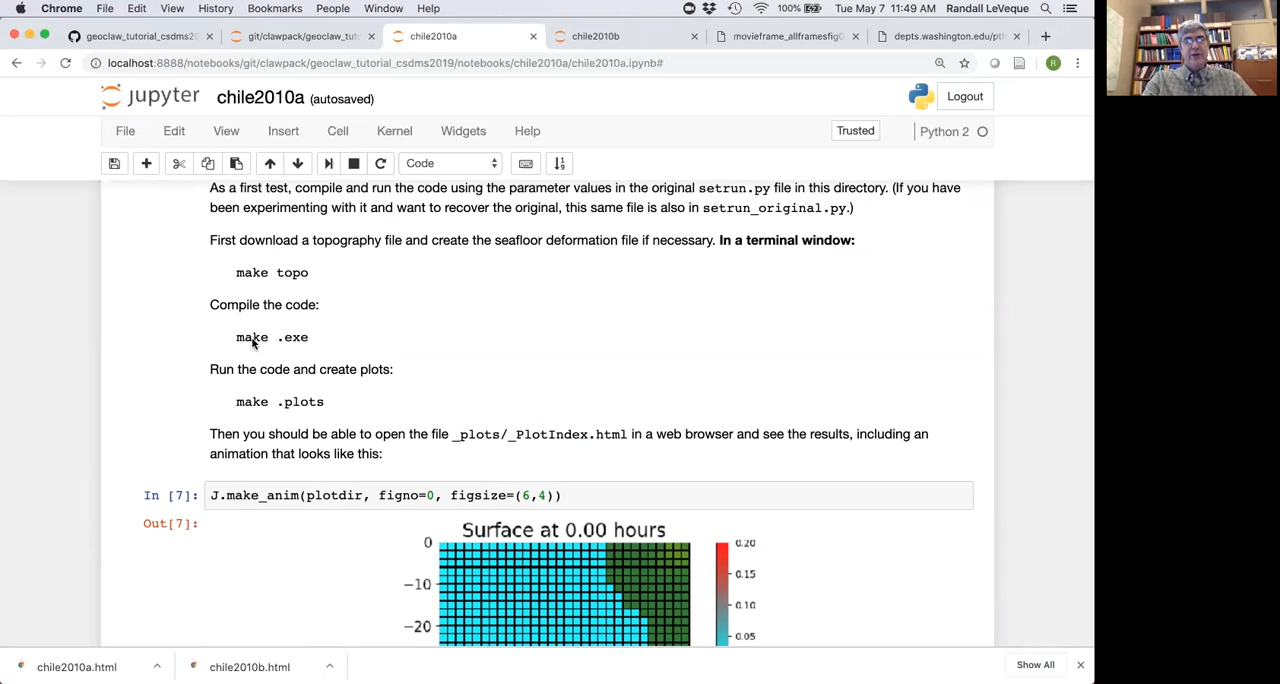 Chrome File Edit View History Bookmarks People Window Help 100% Tue May 7 11:49 AM Randall LeVeque
geoclaw_tutorial_csdms2 × git/clawpack/geoclaw_tuto × chile2010a × chile2010b × movieframe_allframesfig0 × depts.washington.edu/pt × +
localhost:8888/notebooks/git/clawpack/geoclaw_tutorial_csdms2019/notebooks/chile2010a/chile2010a.ipynb# R
jupyter chile2010a (autosaved) Logout
File Edit View Insert Cell Kernel Widgets Help Trusted Python 2
Code
As a first test, compile and run the code using the parameter values in the original setrun.py file in this directory. (If you have
been experimenting with it and want to recover the original, this same file is also in setrun_original.py.)
First download a topography file and create the seafloor deformation file if necessary. In a terminal window:
make topo
Compile the code:
make .exe
Run the code and create plots:
make .plots
Then you should be able to open the file _plots/_PlotIndex.html in a web browser and see the results, including an
animation that looks like this:
In [7]: J.make_anim(plotdir, figno=0, figsize=(6,4))
Out[7]:
Surface at 0.00 hours
0 0.20
−10 0.15
0.10
−20 0.05
chile2010a.html chile2010b.html Show All